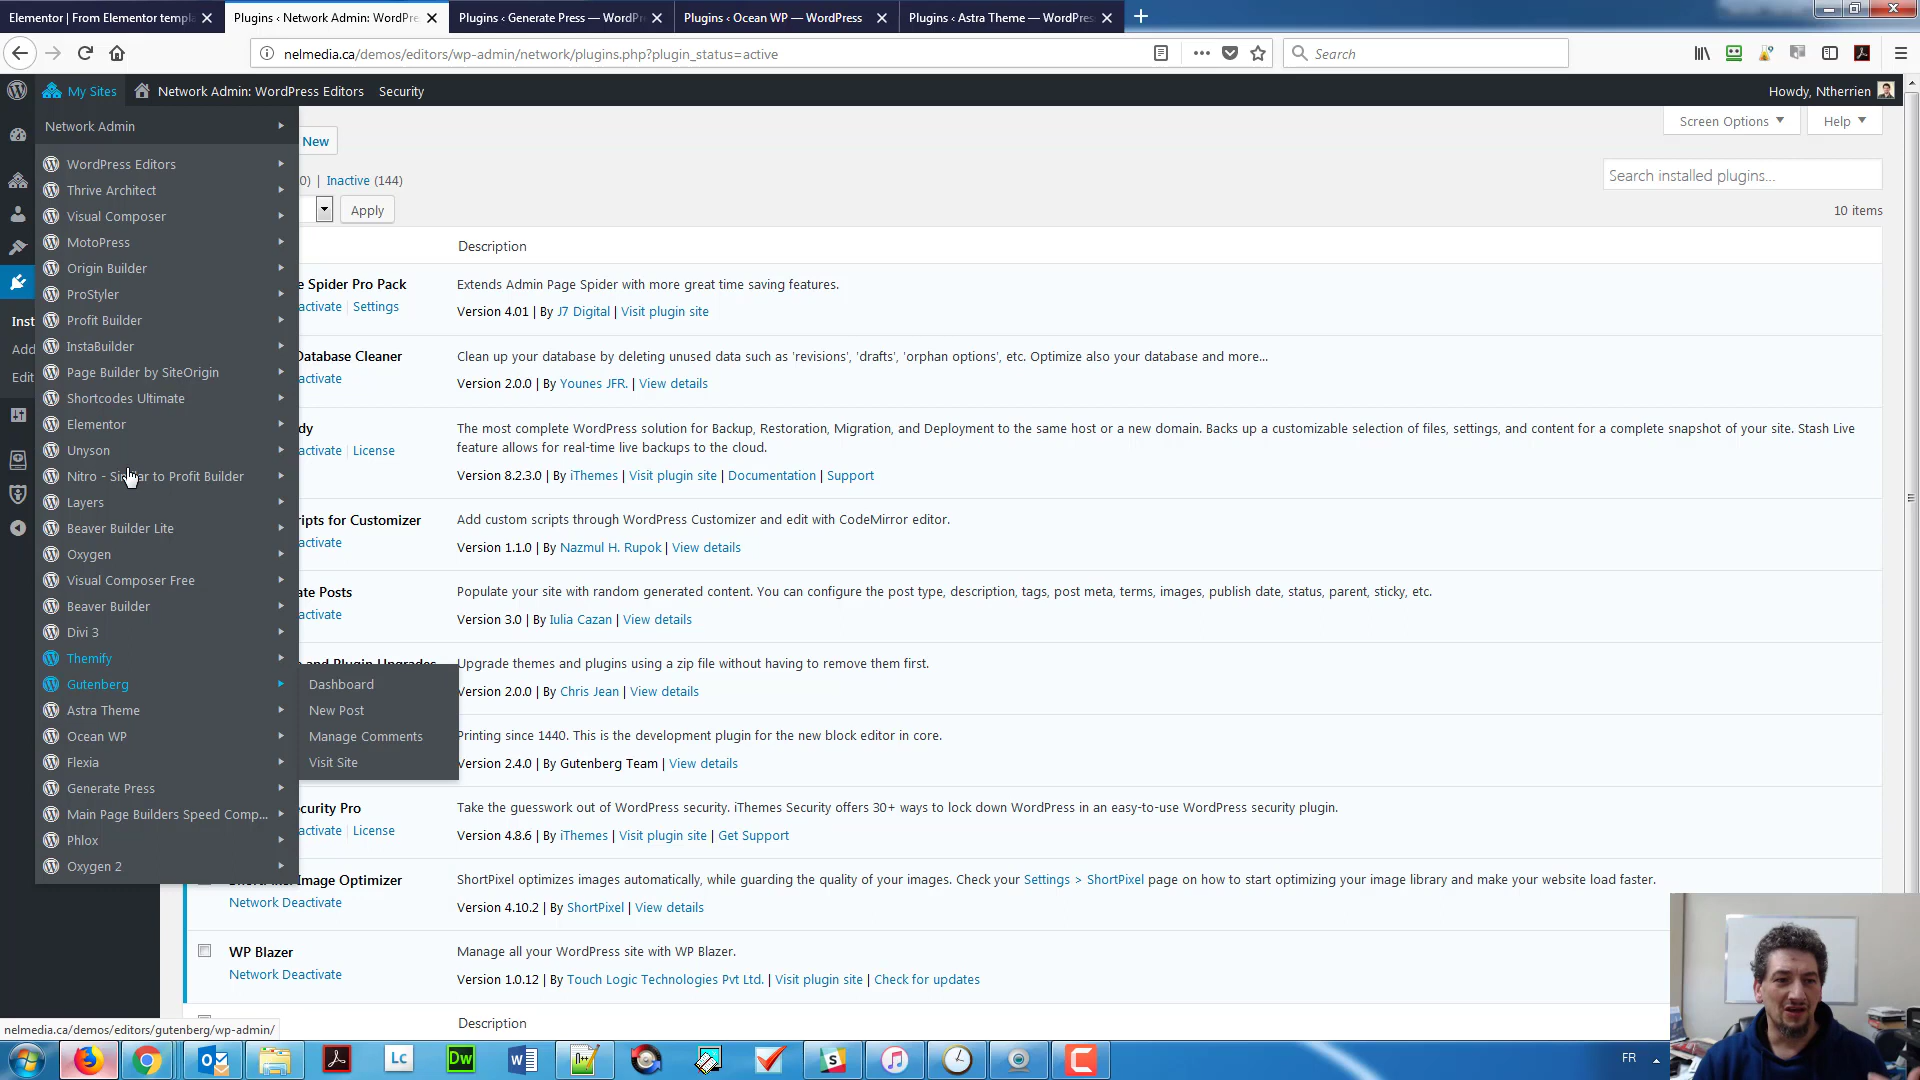 Elementor | From Elementor templ
Plugins ‹ Network Admin: WordPre
Plugins ‹ Generate Press — WordP
Plugins ‹ Ocean WP — WordPress
Plugins ‹ Astra Theme — WordPres
nelmedia.ca/demos/editors/wp-admin/network/plugins.php?plugin_status=active
Search
My Sites
Network Admin: WordPress Editors
Security
Howdy, Ntherrien
Network Admin
New
Screen Options
Help
WordPress Editors
Thrive Architect
0) | Inactive (144)
Search installed plugins...
Visual Composer
Apply
10 items
MotoPress
Description
Origin Builder
ProStyler
e Spider Pro Pack
Extends Admin Page Spider with more great time saving features.
activate | Settings
Version 4.01 | By J7 Digital | Visit plugin site
Inst
Profit Builder
Add
InstaBuilder
Database Cleaner
Clean up your database by deleting unused data such as 'revisions', 'drafts', 'orphan options', etc. Optimize also your database and more...
Edit
Page Builder by SiteOrigin
activate
Version 2.0.0 | By Younes JFR. | View details
Shortcodes Ultimate
Elementor
dy
The most complete WordPress solution for Backup, Restoration, Migration, and Deployment to the same host or a new domain. Backs up a customizable selection of files, settings, and content for a complete snapshot of your site. Stash Live
feature allows for real-time live backups to the cloud.
Unyson
activate | License
Nitro - Similar to Profit Builder
Version 8.2.3.0 | By iThemes | Visit plugin site | Documentation | Support
Layers
ripts for Customizer
Add custom scripts through WordPress Customizer and edit with CodeMirror editor.
Beaver Builder Lite
activate
Version 1.1.0 | By Nazmul H. Rupok | View details
Oxygen
Visual Composer Free
ate Posts
Populate your site with random generated content. You can configure the post type, description, tags, post meta, terms, images, publish date, status, parent, sticky, etc.
Beaver Builder
activate
Version 3.0 | By Iulia Cazan | View details
Divi 3
Themify
e and Plugin Upgrades
Upgrade themes and plugins using a zip file without having to remove them first.
Gutenberg
Dashboard
Version 2.0.0 | By Chris Jean | View details
Astra Theme
New Post
Ocean WP
Manage Comments
Printing since 1440. This is the development plugin for the new block editor in core.
Flexia
Visit Site
Version 2.4.0 | By Gutenberg Team | View details
Generate Press
Main Page Builders Speed Comp...
ecurity Pro
Take the guesswork out of WordPress security. iThemes Security offers 30+ ways to lock down WordPress in an easy-to-use WordPress security plugin.
Phlox
activate | License
Version 4.8.6 | By iThemes | Visit plugin site | Get Support
Oxygen 2
Image Optimizer
ShortPixel optimizes images automatically, while guarding the quality of your images. Check your Settings > ShortPixel page on how to start optimizing your image library and make your website load faster.
Network Deactivate
Version 4.10.2 | By ShortPixel | View details
WP Blazer
Manage all your WordPress site with WP Blazer.
Network Deactivate
Version 1.0.12 | By Touch Logic Technologies Pvt Ltd. | Visit plugin site | Check for updates
Description
nelmedia.ca/demos/editors/gutenberg/wp-admin/
Lc
Dw
FR